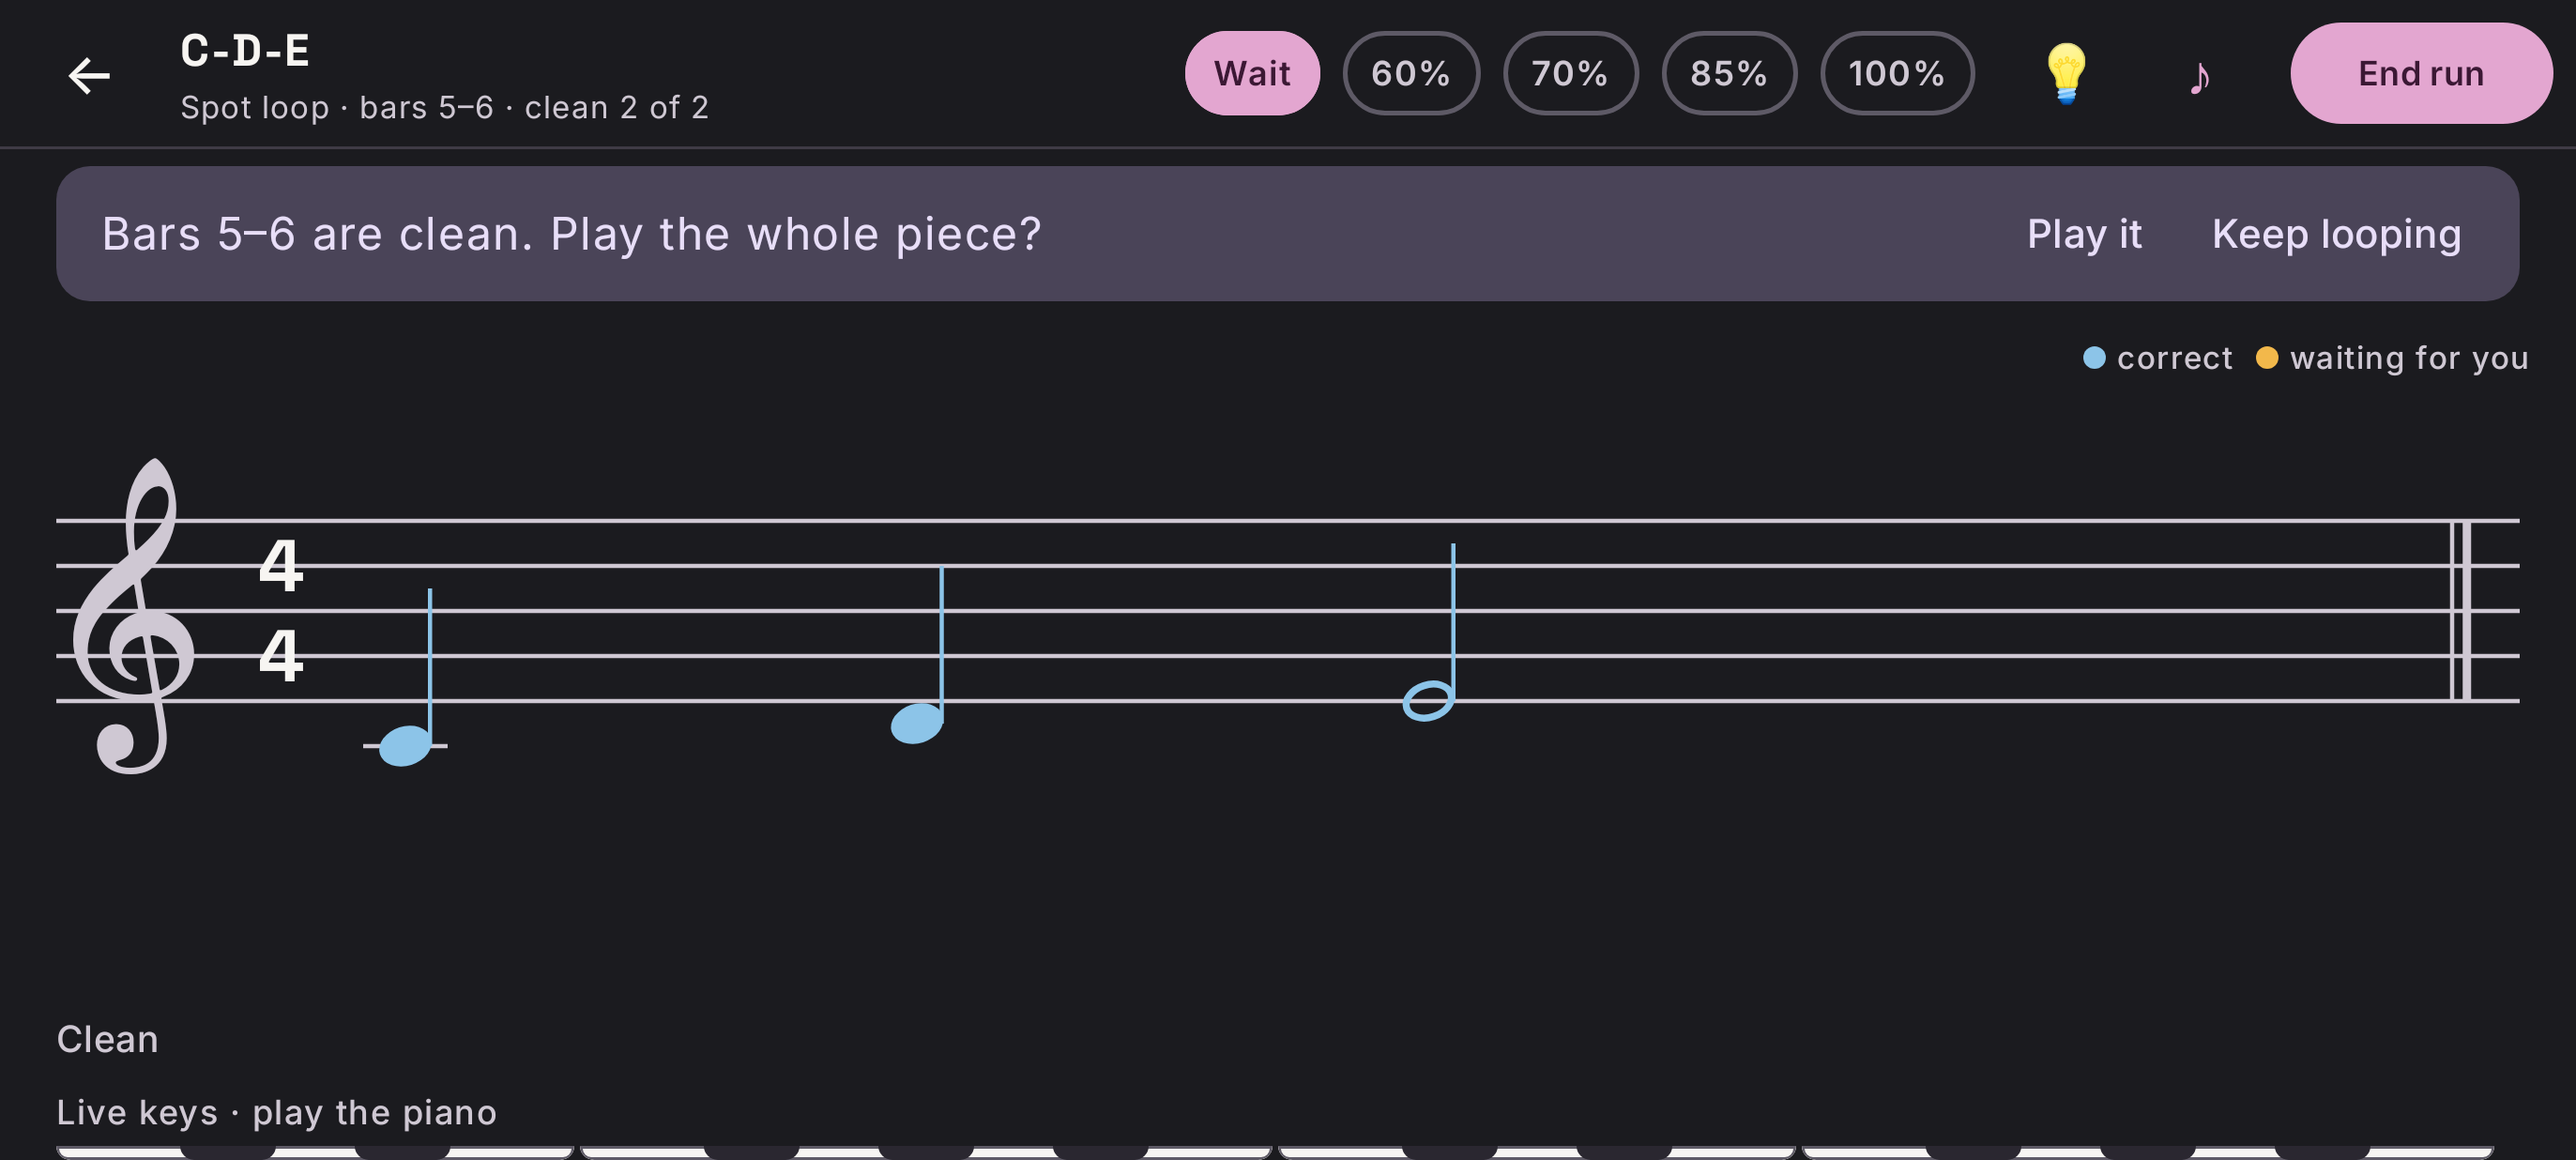 C-D-E
Spot loop · bars 5–6 · clean 2 of 2
Wait 60% 70% 85% 100% End run
Bars 5–6 are clean. Play the whole piece? Play it Keep looping
correct waiting for you
4
4
Clean
Live keys · play the piano